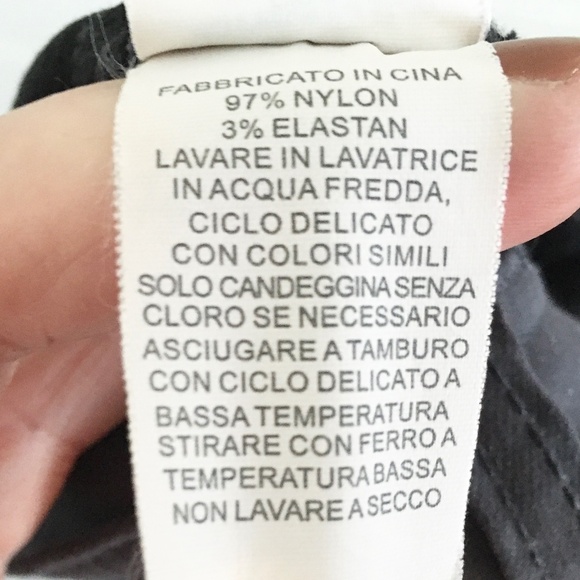 FABBRICATO IN CINA
97% NYLON
3% ELASTAN
LAVARE IN LAVATRICE
IN ACQUA FREDDA,
CICLO DELICATO
CON COLORI SIMILI
SOLO CANDEGGINA SENZA
CLORO SE NECESSARIO
ASCIUGARE A TAMBURO
CON CICLO DELICATO A
BASSA TEMPERATURA
STIRARE CON FERRO A
TEMPERATURA BASSA
NON LAVARE A SECCO